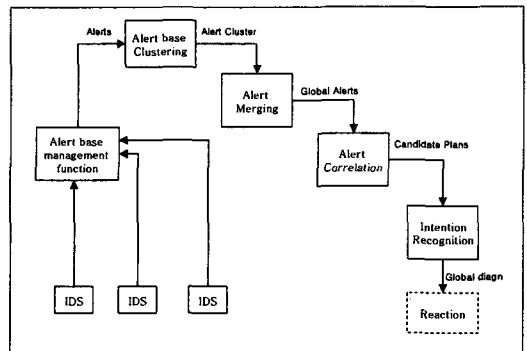 Alerts
Alert base
Clustering
Alert Cluster
Alert
Merging
Global Alerts
Alert base
management
function
Alert
Correlation
Candidate Plans
Intention
Recognition
Global diagn
IDS
IDS
IDS
Reaction